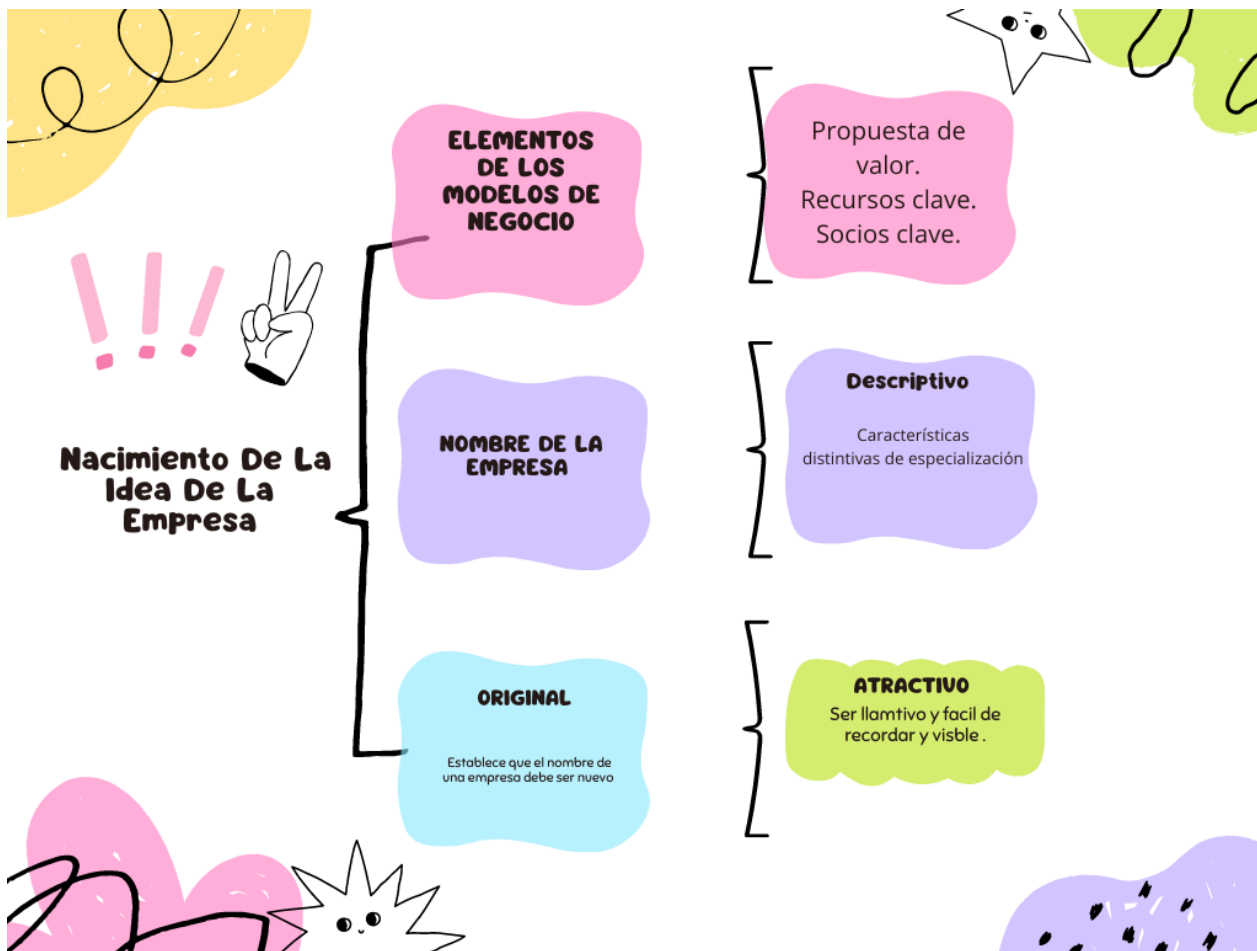 Nacimiento De La
Idea De La
Empresa
ELEMENTOS
DE LOS
MODELOS DE
NEGOCIO
Propuesta de
valor.
Recursos clave.
Socios clave.
NOMBRE DE LA
EMPRESA
Descriptivo
Características
distintivas de especialización
ORIGINAL
Establece que el nombre de
una empresa debe ser nuevo
ATRACTIVO
Ser llamtivo y facil de
recordar y visble .